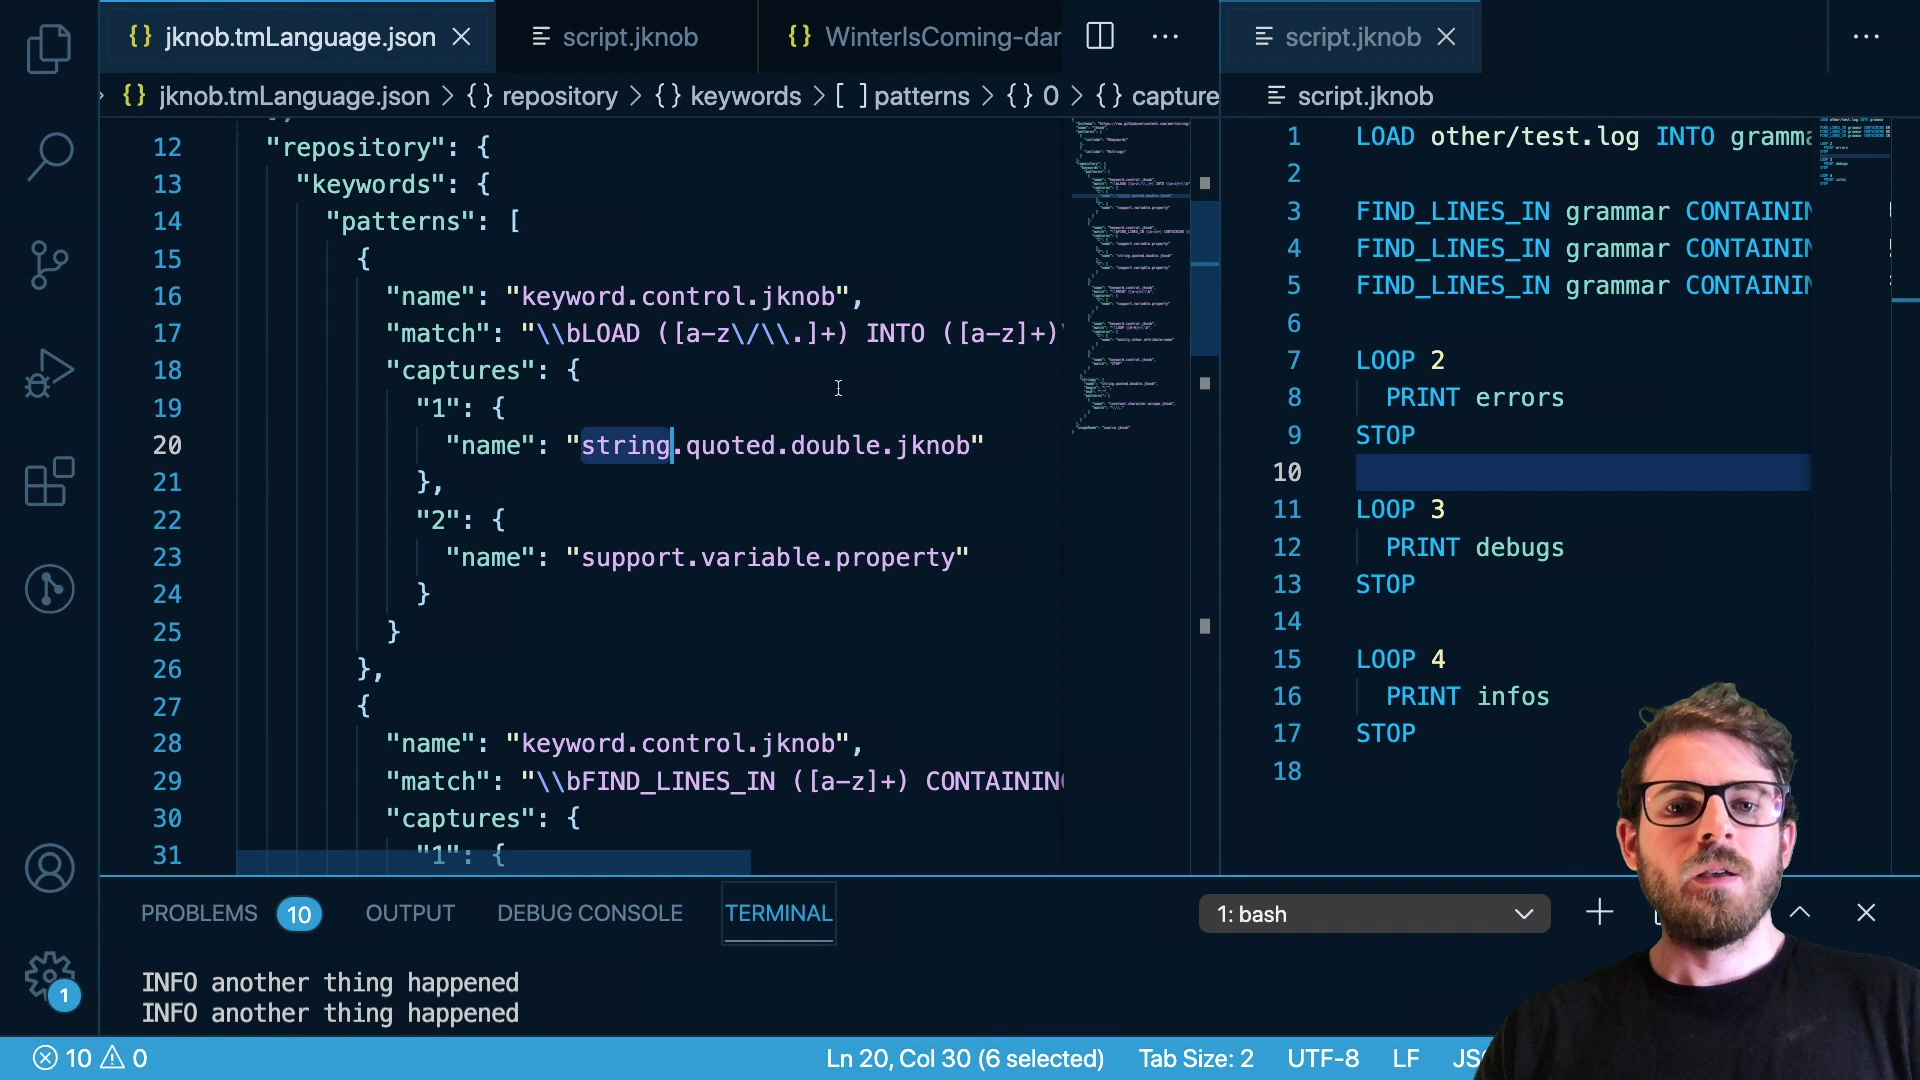 {} jknob.tmLanguage.json
script.jknob
{} WinterIsComing-dar
script.jknob
{} jknob.tmLanguage.json > {} repository > {} keywords > [ ] patterns > {} 0 > {} capture
script.jknob
12 "repository": {
13 "keywords": {
14 "patterns": [
15 {
16 "name": "keyword.control.jknob",
17 "match": "\\bLOAD ([a-z\/\\.]+) INTO ([a-z]+)
18 "captures": {
19 "1": {
20 "name": "string.quoted.double.jknob"
21 },
22 "2": {
23 "name": "support.variable.property"
24 }
25 }
26 },
27 {
28 "name": "keyword.control.jknob",
29 "match": "\\bFIND_LINES_IN ([a-z]+) CONTAINING
30 "captures": {
31 "1": {
1 LOAD other/test.log INTO gramma
2
3 FIND_LINES_IN grammar CONTAININ
4 FIND_LINES_IN grammar CONTAININ
5 FIND_LINES_IN grammar CONTAININ
6
7 LOOP 2
8 PRINT errors
9 STOP
10
11 LOOP 3
12 PRINT debugs
13 STOP
14
15 LOOP 4
16 PRINT infos
17 STOP
18
PROBLEMS 10 OUTPUT DEBUG CONSOLE TERMINAL
1: bash
INFO another thing happened
INFO another thing happened
1
10 0
Ln 20, Col 30 (6 selected) Tab Size: 2 UTF-8 LF JS